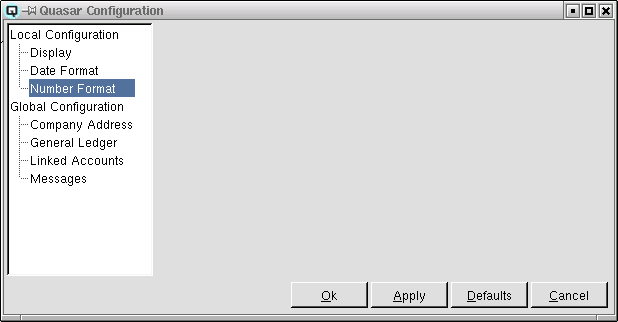 Quasar Configuration
Local Configuration
Display
Date Format
Number Format
Global Configuration
Company Address
General Ledger
Linked Accounts
Messages
Ok
Apply
Defaults
Cancel